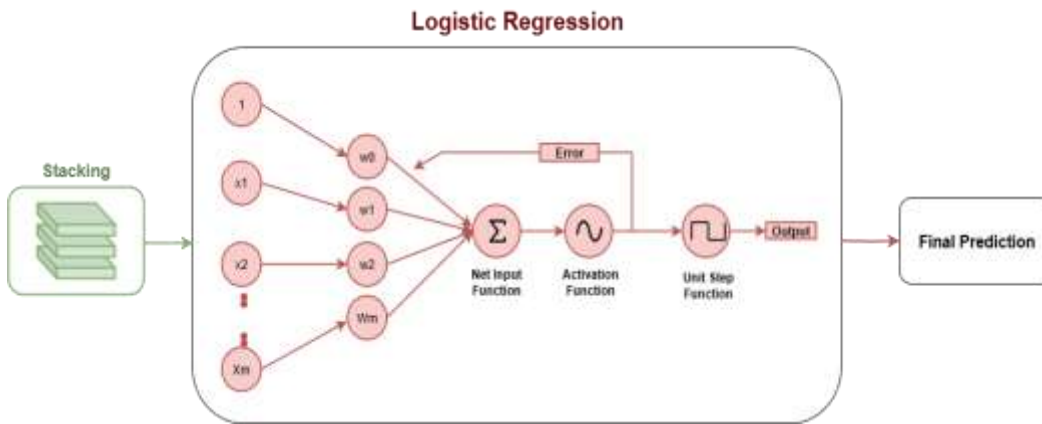 Logistic Regression
Stacking
1
x1
x2
Xm
w0
w1
w2
Wm
Error
Σ
Net Input
Function
Activation
Function
Unit Step
Function
Output
Final Prediction